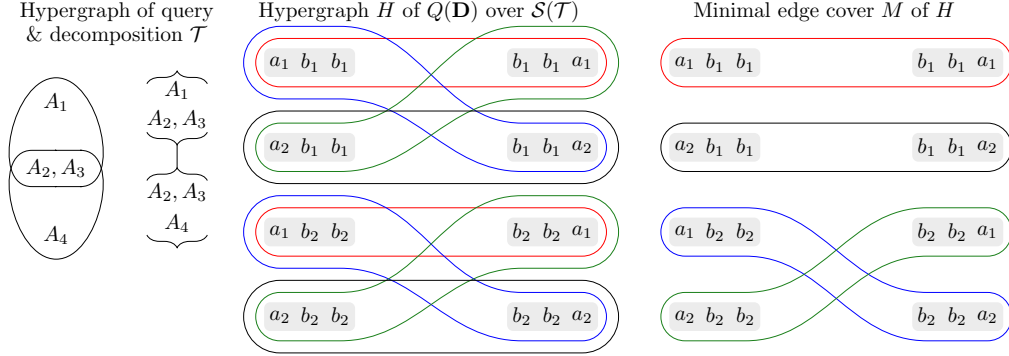 Hypergraph of query
& decomposition 𝒯
A₁
A₂, A₃
A₄
A₁
A₂, A₃
A₂, A₃
A₄
Hypergraph H of Q(𝐃) over 𝒮(𝒯)
a₁ b₁ b₁ b₁ b₁ a₁
a₂ b₁ b₁ b₁ b₁ a₂
a₁ b₂ b₂ b₂ b₂ a₁
a₂ b₂ b₂ b₂ b₂ a₂
Minimal edge cover M of H
a₁ b₁ b₁ b₁ b₁ a₁
a₂ b₁ b₁ b₁ b₁ a₂
a₁ b₂ b₂ b₂ b₂ a₁
a₂ b₂ b₂ b₂ b₂ a₂